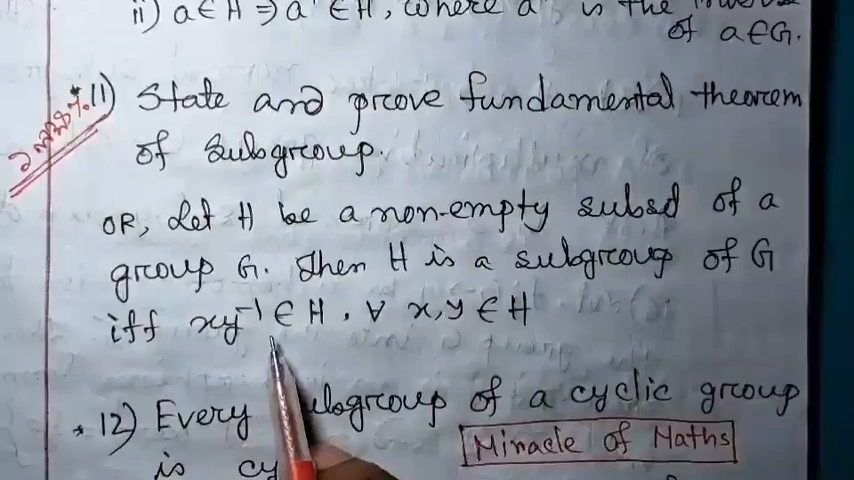 ii) a∈H ⇒ a' ∈H, where a' is the inverse
of a∈G.
*11) State and prove fundamental theorem
of subgroup.
OR, Let H be a non-empty subset of a
group G. Then H is a subgroup of G
iff xy⁻¹ ∈ H, ∀ x,y ∈ H
*12) Every subgroup of a cyclic group
is cy
Miracle of Maths